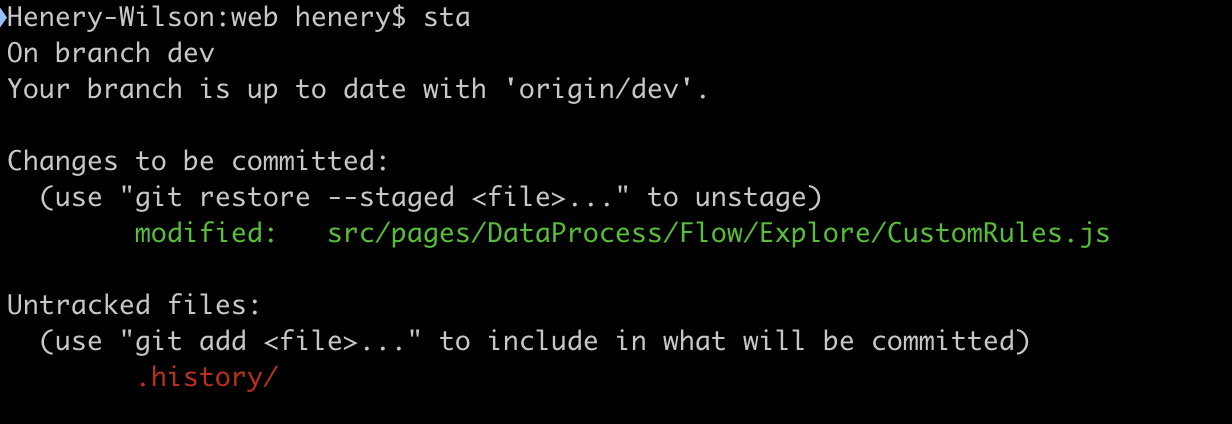 Henery-Wilson:web henery$ sta
On branch dev
Your branch is up to date with 'origin/dev'.
Changes to be committed:
(use "git restore --staged <file>..." to unstage)
modified:   src/pages/DataProcess/Flow/Explore/CustomRules.js
Untracked files:
(use "git add <file>..." to include in what will be committed)
.history/